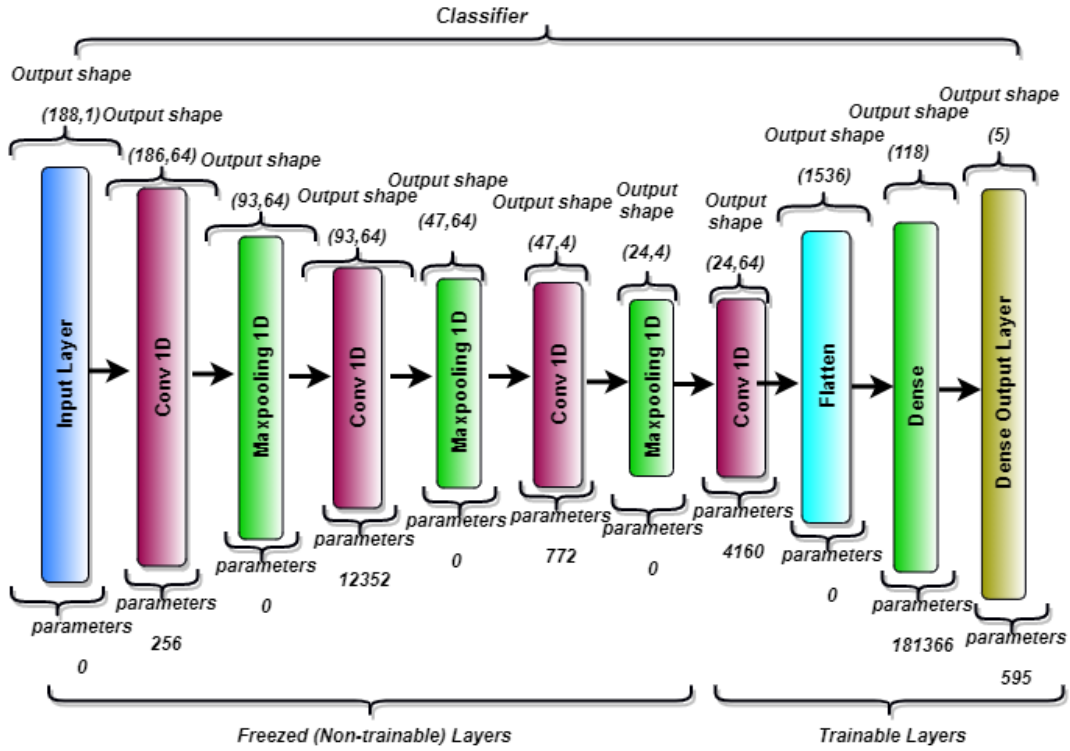 Classifier
Output shape
(188,1)
Output shape
(186,64)
Output shape
(93,64)
Output shape
(93,64)
Output shape
(47,64)
Output shape
(47,4)
Output
shape
(24,4)
Output
shape
(24,64)
Output shape
(1536)
Output shape
(118)
Output shape
(5)
Input Layer
Conv 1D
Maxpooling 1D
Conv 1D
Maxpooling 1D
Conv 1D
Maxpooling 1D
Conv 1D
Flatten
Dense
Dense Output Layer
parameters
0
parameters
256
parameters
0
parameters
12352
parameters
0
parameters
772
parameters
0
parameters
4160
parameters
0
parameters
181366
parameters
595
Freezed (Non-trainable) Layers
Trainable Layers